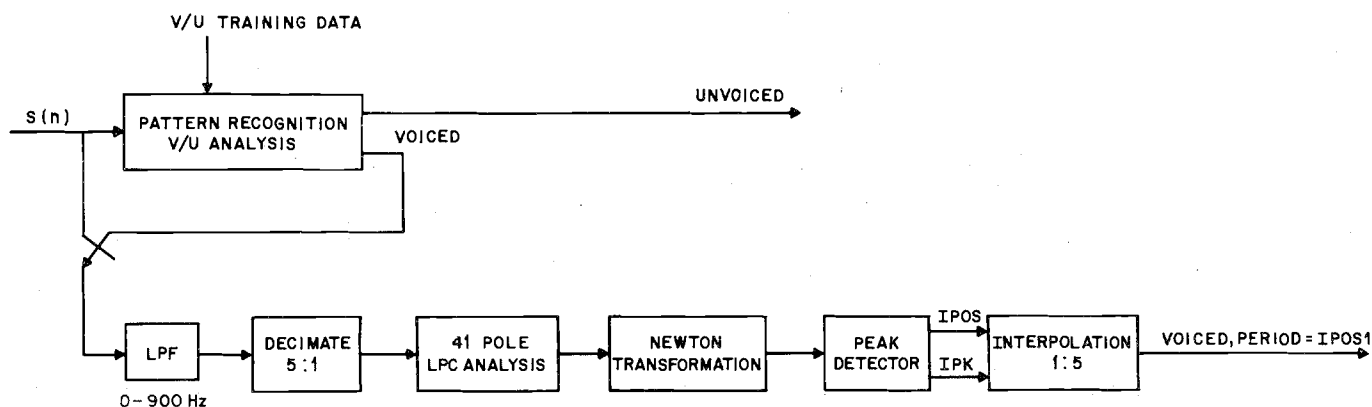 V/U TRAINING DATA
S(n)
PATTERN RECOGNITION
V/U ANALYSIS
UNVOICED
VOICED
LPF
0-900 Hz
DECIMATE
5:1
41 POLE
LPC ANALYSIS
NEWTON
TRANSFORMATION
PEAK
DETECTOR
IPOS
IPK
INTERPOLATION
1:5
VOICED, PERIOD = IPOS1